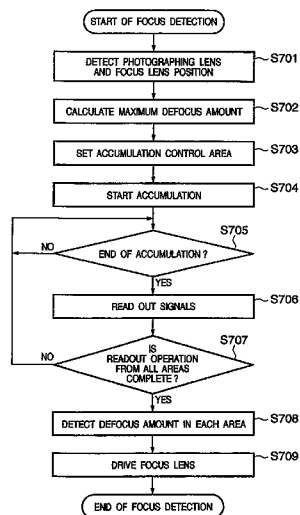 START OF FOCUS DETECTION
S701
DETECT PHOTOGRAPHING LENS
AND FOCUS LENS POSITION
S702
CALCULATE MAXIMUM DEFOCUS AMOUNT
S703
SET ACCUMULATION CONTROL AREA
S704
START ACCUMULATION
S705
NO
END OF ACCUMULATION ?
YES
S706
READ OUT SIGNALS
S707
NO
IS
READOUT OPERATION
FROM ALL AREAS
COMPLETE ?
YES
S708
DETECT DEFOCUS AMOUNT IN EACH AREA
S709
DRIVE FOCUS LENS
END OF FOCUS DETECTION